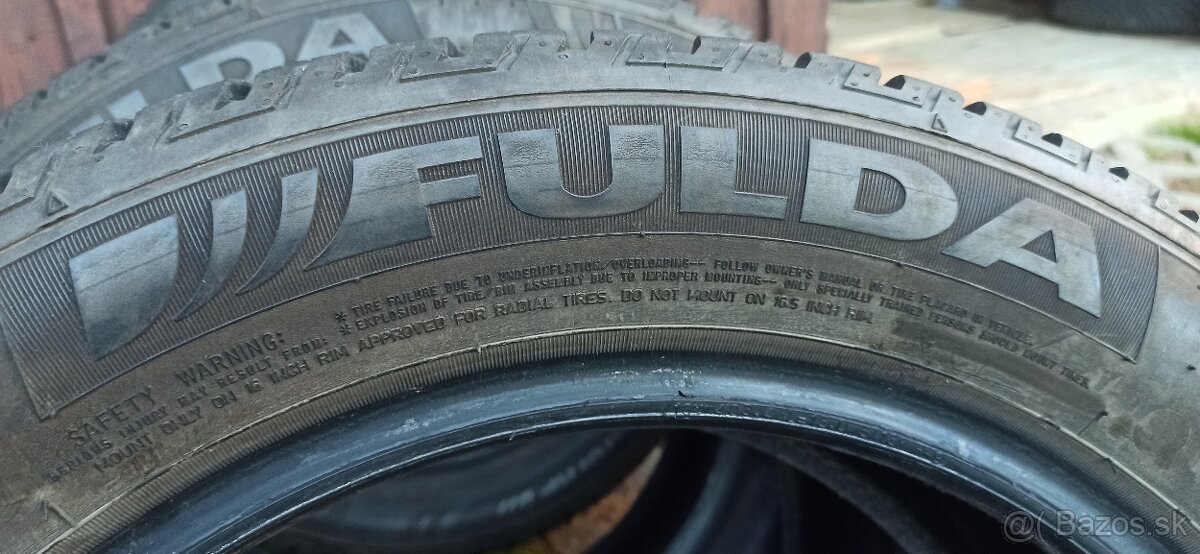 LDA
FULDA
SAFETY WARNING:
SERIOUS INJURY MAY RESULT FROM:
* TIRE FAILURE DUE TO UNDERINFLATION/OVERLOADING-- FOLLOW OWNER'S MANUAL OR TIRE PLACARD IN VEHICLE.
* EXPLOSION OF TIRE/RIM ASSEMBLY DUE TO IMPROPER MOUNTING-- ONLY SPECIALLY TRAINED PERSONS SHOULD MOUNT TIRES.
MOUNT ONLY ON 16 INCH RIM APPROVED FOR RADIAL TIRES. DO NOT MOUNT ON 16.5 INCH RIM.
Bazos.sk